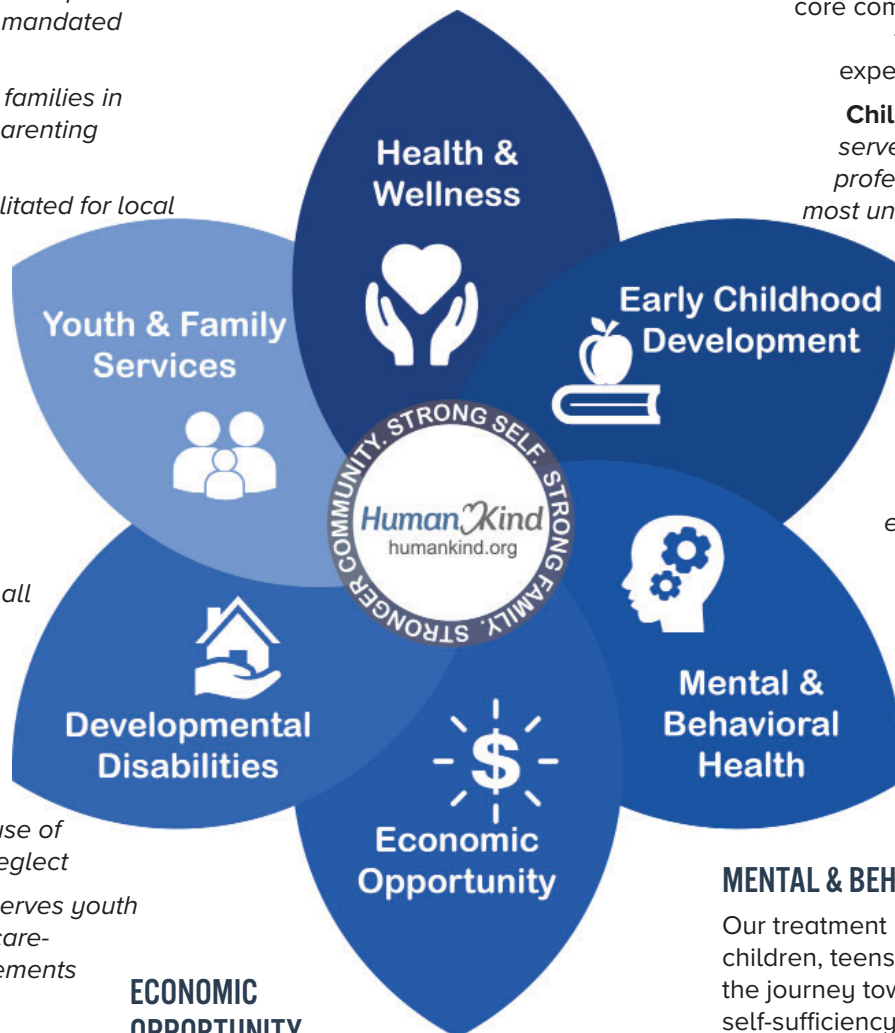 mandated
families in
arenting
litated for local
core com
expe
Chil
serve
profe
most un
Health &
Wellness
Youth & Family
Services
Early Childhood
Development
STRONG SELF. STRONG FAMILY. STRONGER COMMUNITY.
HumanKind
humankind.org
e
all
Developmental
Disabilities
Mental &
Behavioral
Health
$
Economic
Opportunity
use of
eglect
erves youth
care-
ements
ECONOMIC
OPPORTUNITY
MENTAL & BEH
Our treatment
children, teens
the journey tow
self-sufficiency